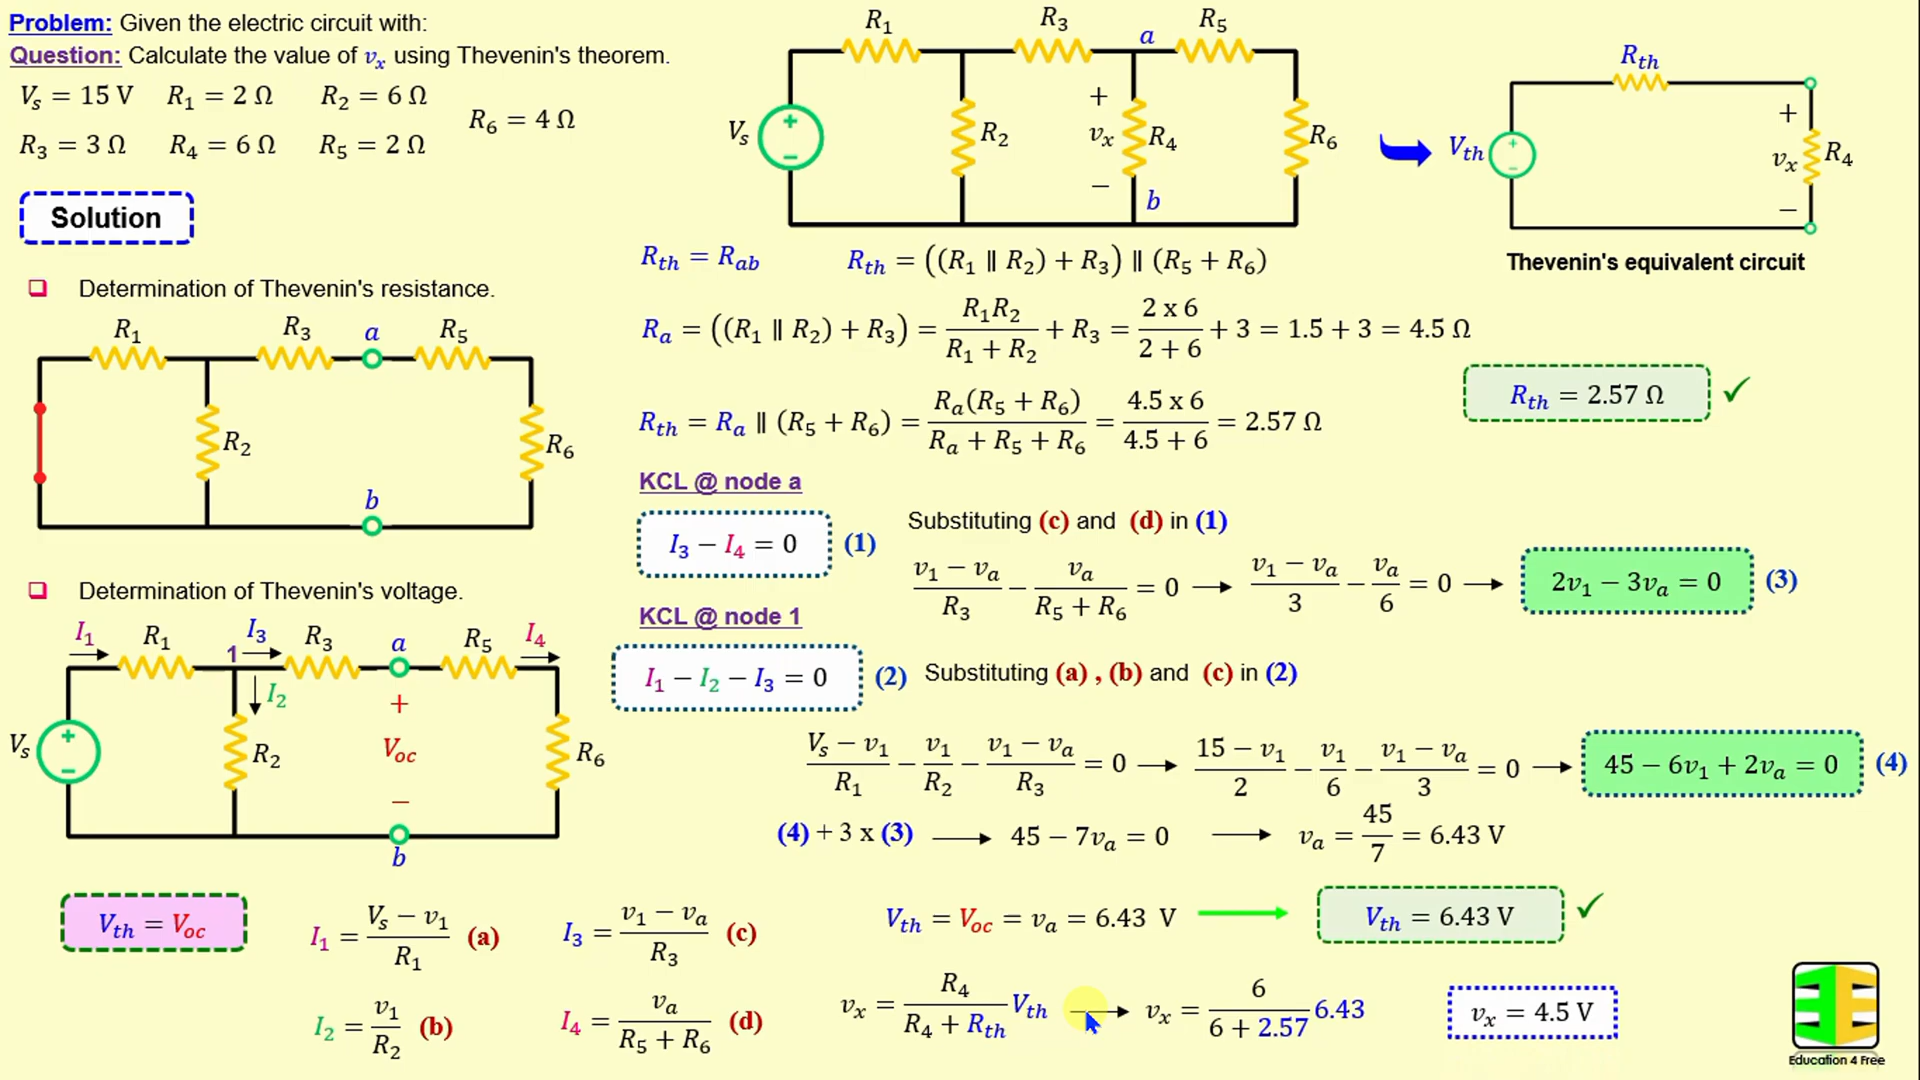 Problem: Given the electric circuit with:
Question: Calculate the value of vₓ using Thevenin's theorem.
Vₛ = 15 V R₁ = 2 Ω R₂ = 6 Ω
R₆ = 4 Ω
R₃ = 3 Ω R₄ = 6 Ω R₅ = 2 Ω
R₁ R₃ a R₅
Vₛ + − R₂ + vₓ − R₄ R₆
b
Rth
Vth + − + vₓ − R₄
Thevenin's equivalent circuit
Solution
Rth = Rab Rth = ((R₁ ∥ R₂) + R₃) ∥ (R₅ + R₆)
Determination of Thevenin's resistance.
R₁ R₃ a R₅
R₂ R₆
b
Ra = ((R₁ ∥ R₂) + R₃) = R₁R₂ / R₁ + R₂ + R₃ = 2 x 6 / 2 + 6 + 3 = 1.5 + 3 = 4.5 Ω
Rth = Ra ∥ (R₅ + R₆) = Ra(R₅ + R₆) / Ra + R₅ + R₆ = 4.5 x 6 / 4.5 + 6 = 2.57 Ω
Rth = 2.57 Ω ✓
KCL @ node a
I₃ − I₄ = 0 (1)
Substituting (c) and (d) in (1)
v₁ − va / R₃ − va / R₅ + R₆ = 0 → v₁ − va / 3 − va / 6 = 0 → 2v₁ − 3va = 0 (3)
Determination of Thevenin's voltage.
I₁ R₁ 1 I₃ R₃ a R₅ I₄
I₂
Vₛ + − R₂ + Voc − R₆
b
KCL @ node 1
I₁ − I₂ − I₃ = 0 (2)
Substituting (a) , (b) and (c) in (2)
Vₛ − v₁ / R₁ − v₁ / R₂ − v₁ − va / R₃ = 0 → 15 − v₁ / 2 − v₁ / 6 − v₁ − va / 3 = 0 → 45 − 6v₁ + 2va = 0 (4)
(4) + 3 x (3) → 45 − 7va = 0 → va = 45 / 7 = 6.43 V
Vth = Voc
I₁ = Vₛ − v₁ / R₁ (a) I₃ = v₁ − va / R₃ (c)
I₂ = v₁ / R₂ (b) I₄ = va / R₅ + R₆ (d)
Vth = Voc = va = 6.43 V → Vth = 6.43 V ✓
vₓ = R₄ / R₄ + Rth Vth → vₓ = 6 / 6 + 2.57 6.43
vₓ = 4.5 V
Education 4 Free